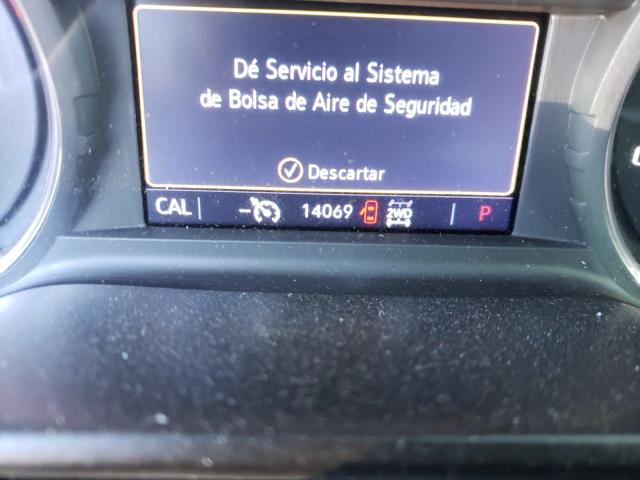 Dé Servicio al Sistema
de Bolsa de Aire de Seguridad
Descartar
CAL 14069 2WD P